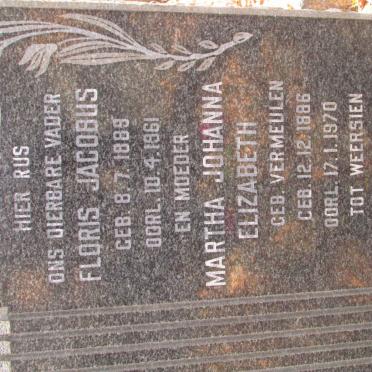 HIER RUS
ONS DIERBARE VADER
FLORIS JACOBUS
GEB. 8.7.1888
OORL. 10.4.1961
EN MOEDER
MARTHA JOHANNA
ELIZABETH
GEB VERMEULEN
GEB. 12.12.1886
OORL. 17.1.1970
TOT WEERSIEN